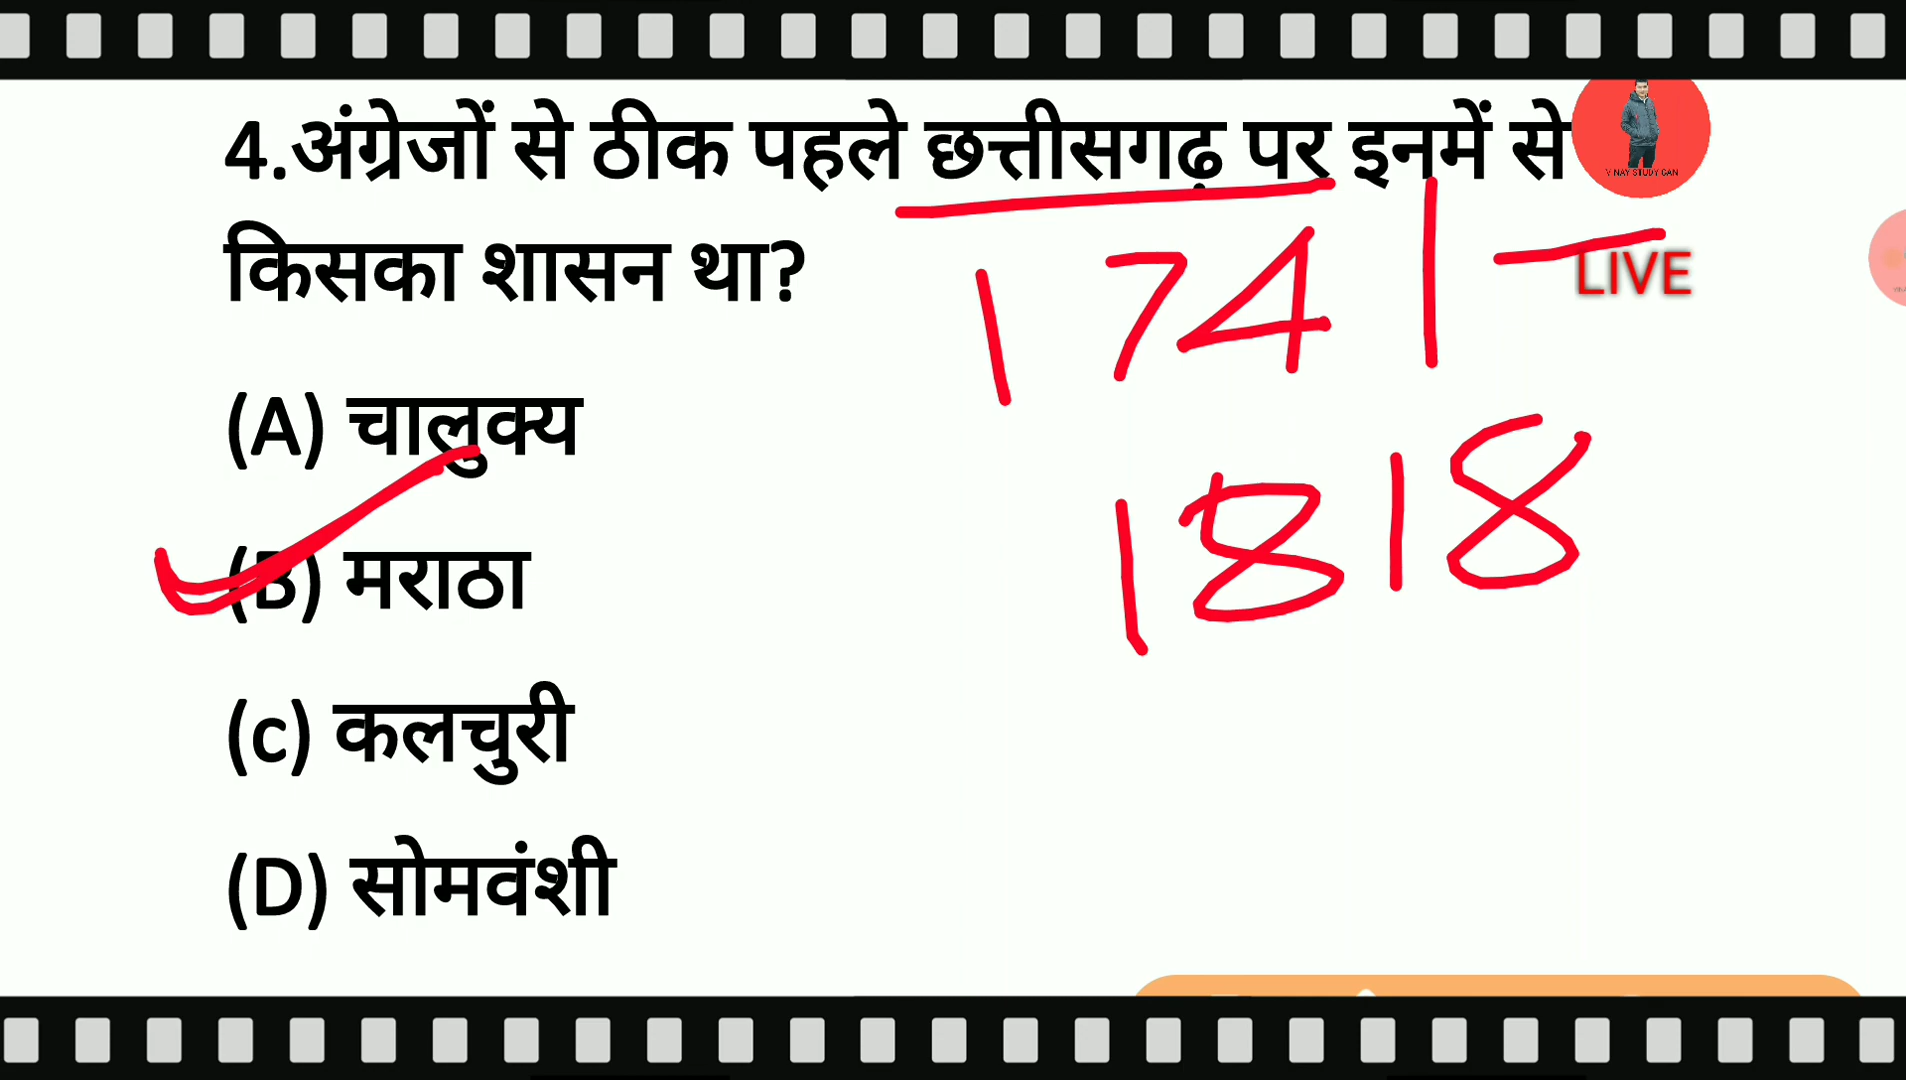 4.अंग्रेजों से ठीक पहले छत्तीसगढ़ पर इनमें से
किसका शासन था?
1741 –
LIVE
(A) चालुक्य
1818
(B) मराठा
(c) कलचुरी
(D) सोमवंशी